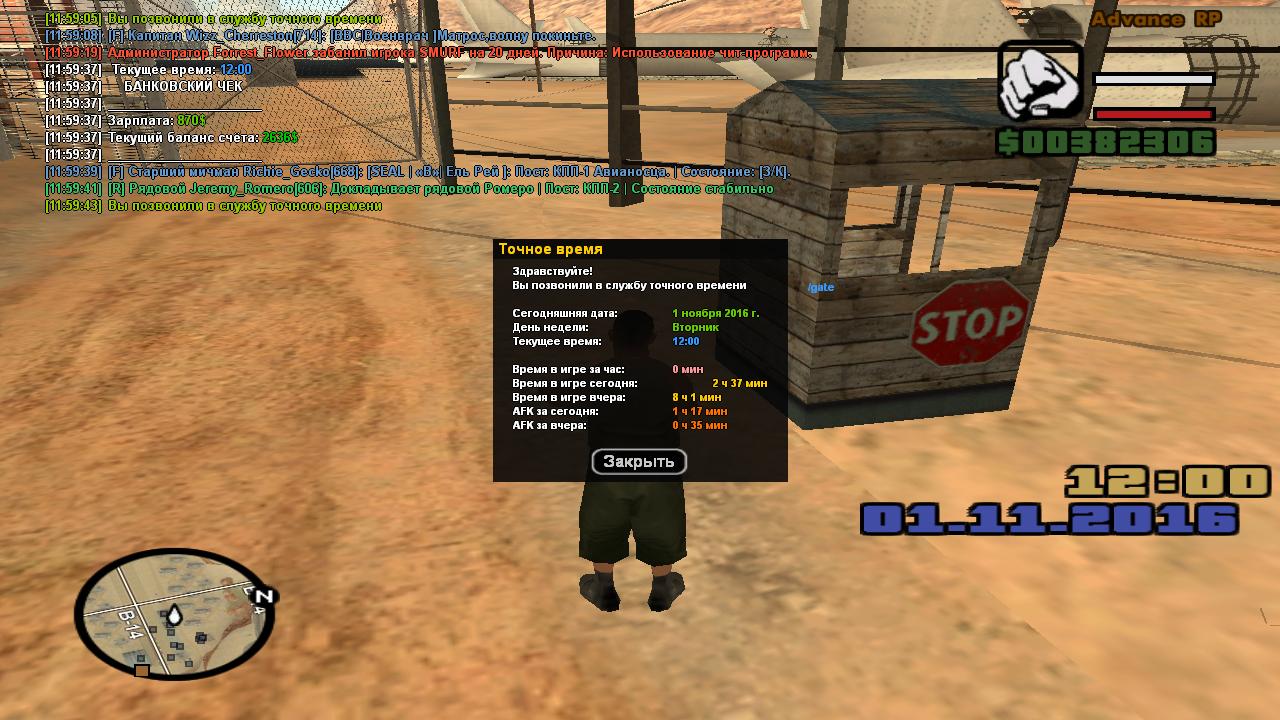 [11:59:05] Вы позвонили в службу точного времени
[11:59:08] [F] Капитан Wizz_Cherreston[714]: [ВВС|Военврач ]Матрос,волну покиньте.
[11:59:19] Администратор Forrest_Flower забанил игрока SMURF на 20 дней. Причина: Использование чит-программ.
[11:59:37] Текущее время: 12:00
[11:59:37] БАНКОВСКИЙ ЧЕК
[11:59:37]
[11:59:37] Зарплата: 870$
[11:59:37] Текущий баланс счёта: 2636$
[11:59:37]
[11:59:39] [F] Старший мичман Richie_Gecko[668]: [SEAL | «В»| Ель Рей ]: Пост: КПП-1 Авианосца. | Состояние: [З/К].
[11:59:41] [R] Рядовой Jeremy_Romero[606]: Докладывает рядовой Ромеро | Пост: КПП-2 | Состояние стабильно
[11:59:43] Вы позвонили в службу точного времени
Advance RP
$00382306
Точное время
Здравствуйте!
Вы позвонили в службу точного времени
/gate
Сегодняшняя дата: 1 ноября 2016 г.
День недели: Вторник
Текущее время: 12:00
STOP
Время в игре за час: 0 мин
Время в игре сегодня: 2 ч 37 мин
Время в игре вчера: 8 ч 1 мин
AFK за сегодня: 1 ч 17 мин
AFK за вчера: 0 ч 35 мин
Закрыть
12:00
01.11.2016
N
B-14